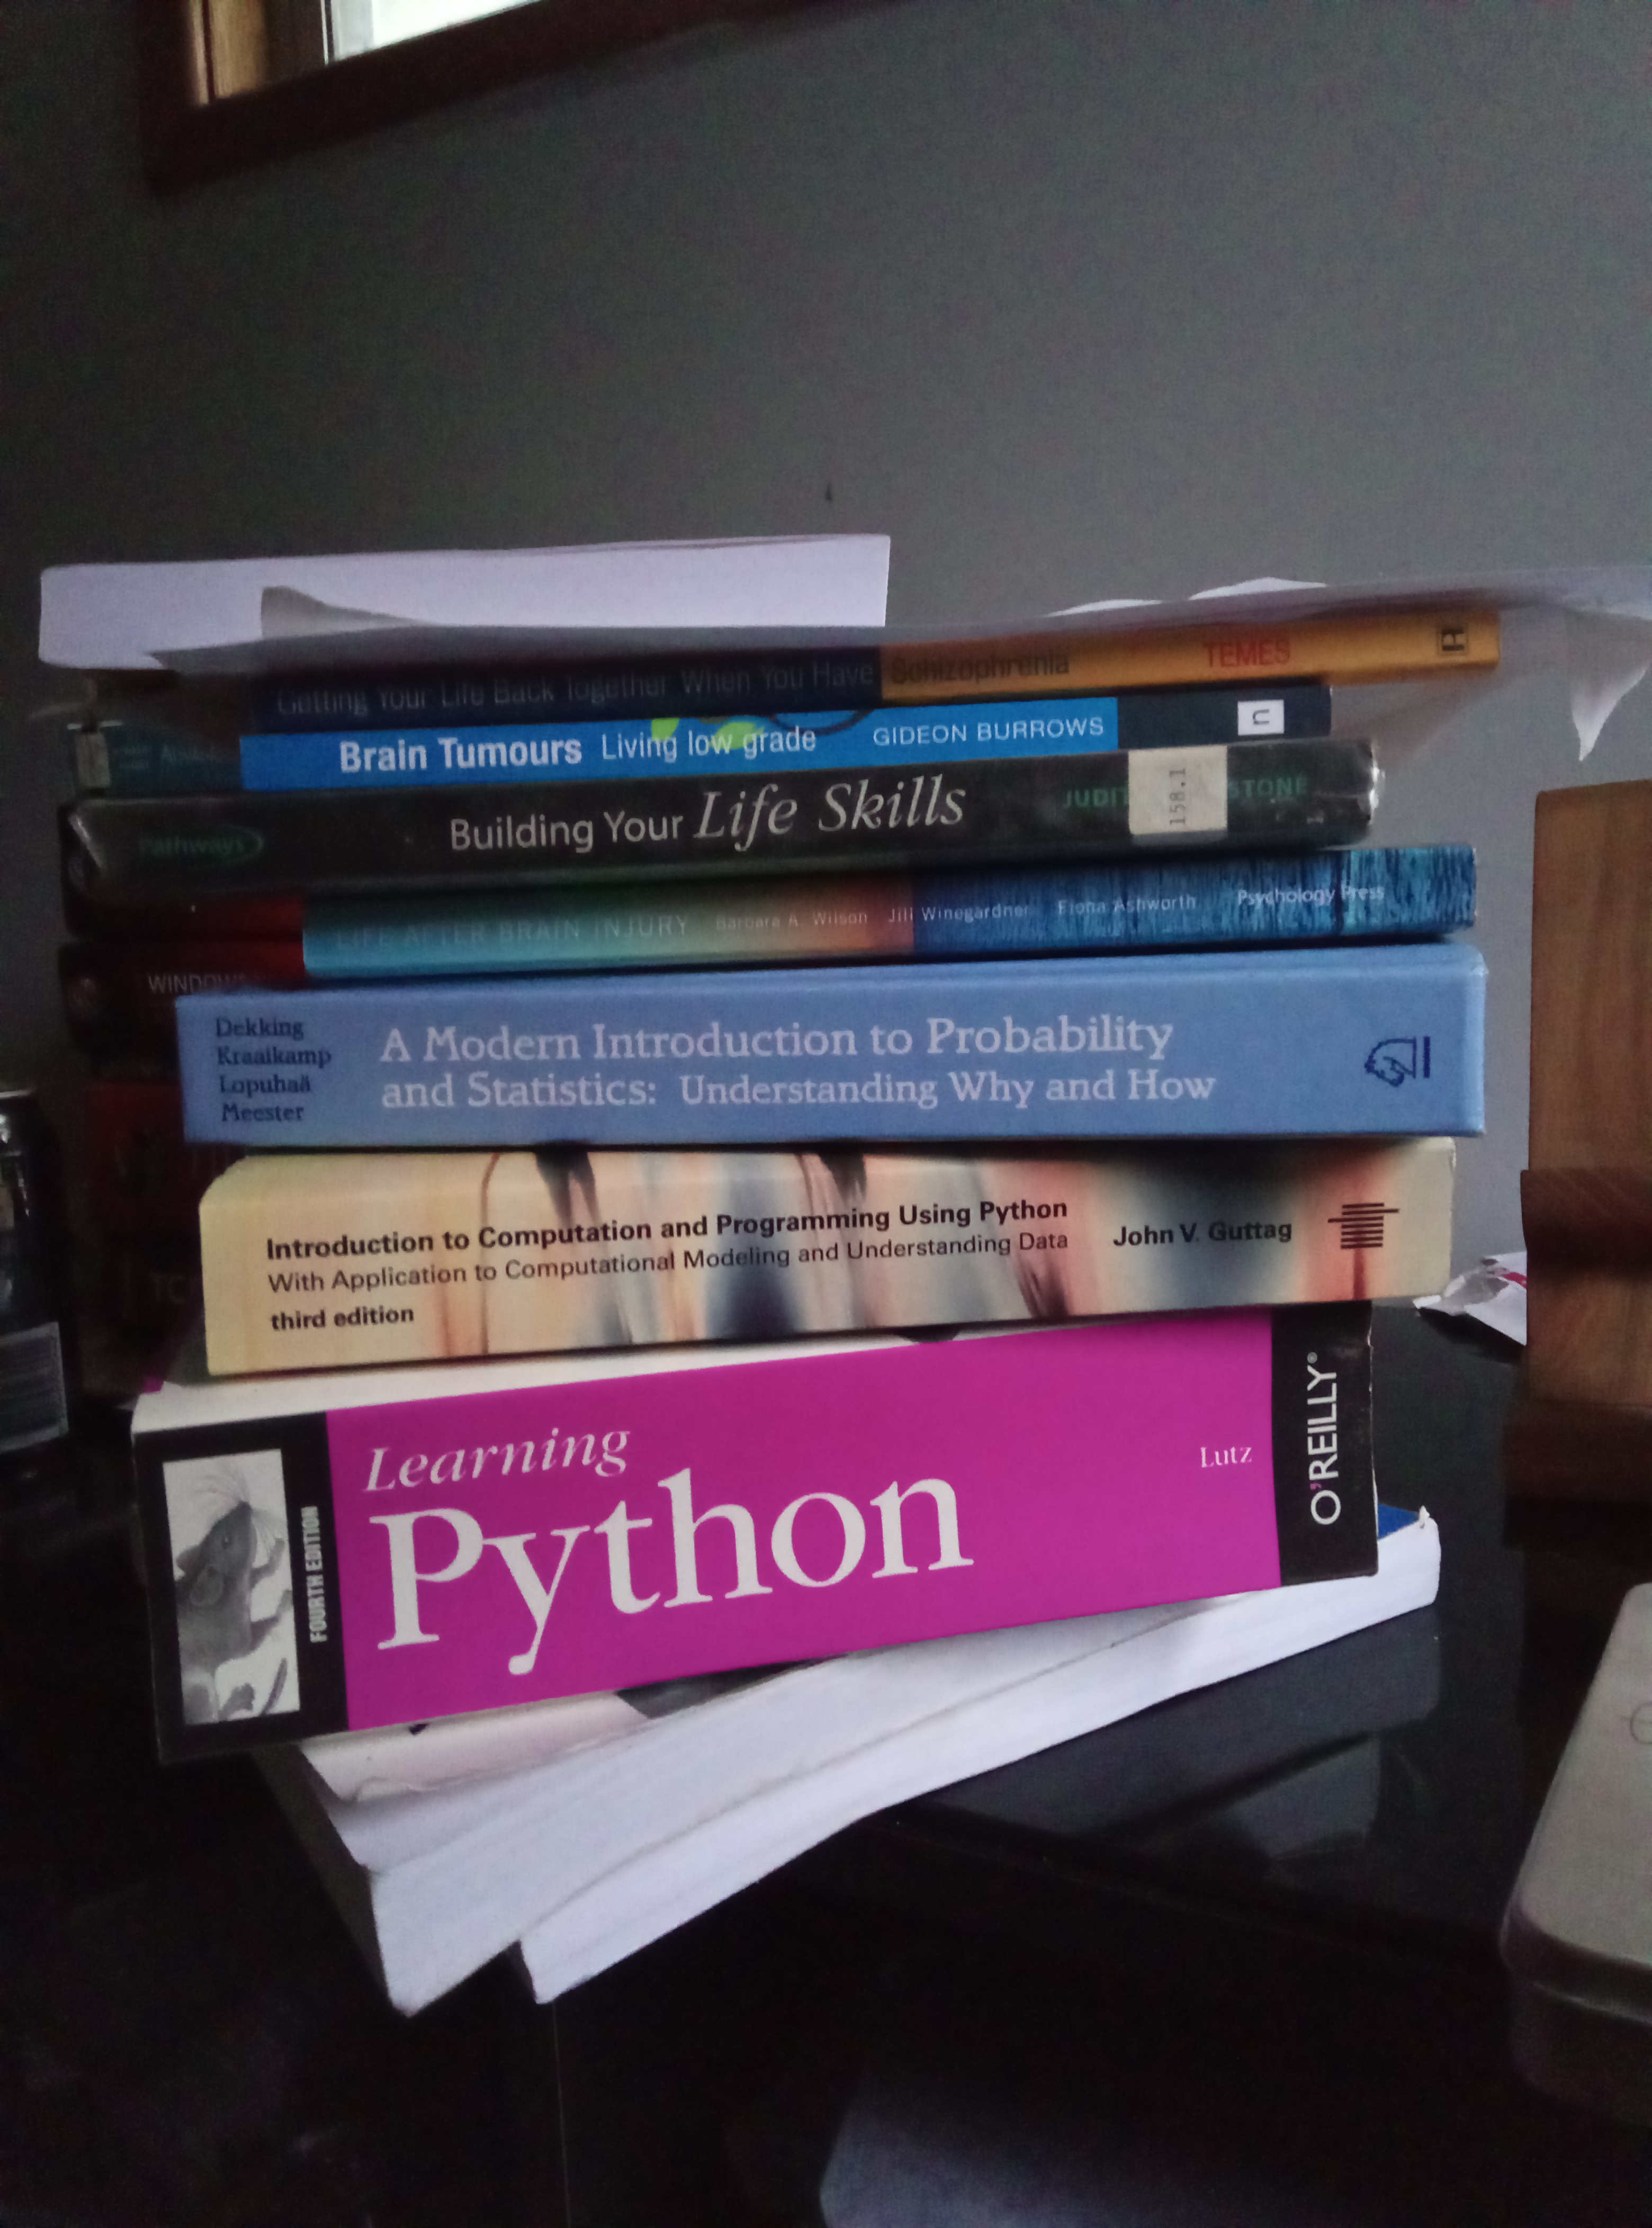 Getting Your Life Back Together When You Have Schizophrenia TEMES H
Brain Tumours Living low grade GIDEON BURROWS
Pathways Building Your Life Skills JUDI STONE
158.1
LIFE AFTER BRAIN INJURY Barbara A. Wilson Jill Winegardner Fiona Ashworth Psychology Press
WINDOWS
Dekking
Kraaikamp
Lopuhaä
Meester
A Modern Introduction to Probability
and Statistics: Understanding Why and How
Introduction to Computation and Programming Using Python
With Application to Computational Modeling and Understanding Data
third edition
John V. Guttag
FOURTH EDITION
Learning
Python
Lutz
O'REILLY®